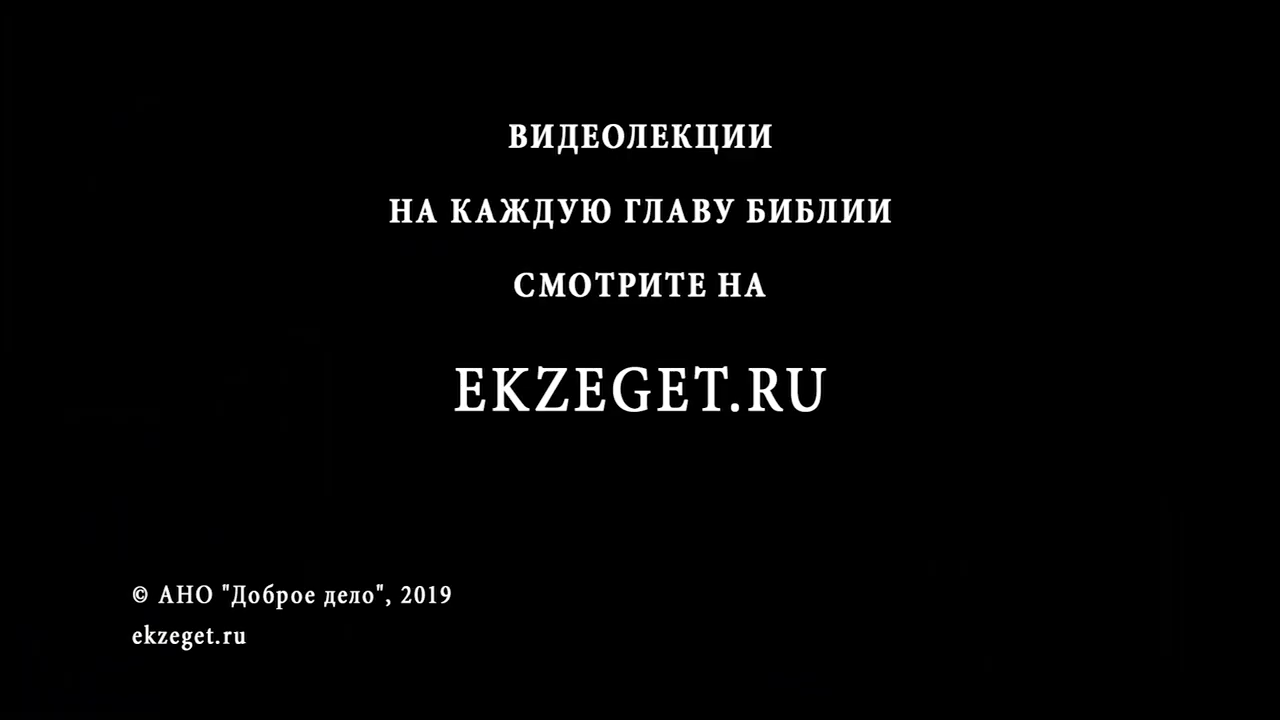 ВИДЕОЛЕКЦИИ
НА КАЖДУЮ ГЛАВУ БИБЛИИ
СМОТРИТЕ НА
EKZEGET.RU
© АНО "Доброе дело", 2019
ekzeget.ru